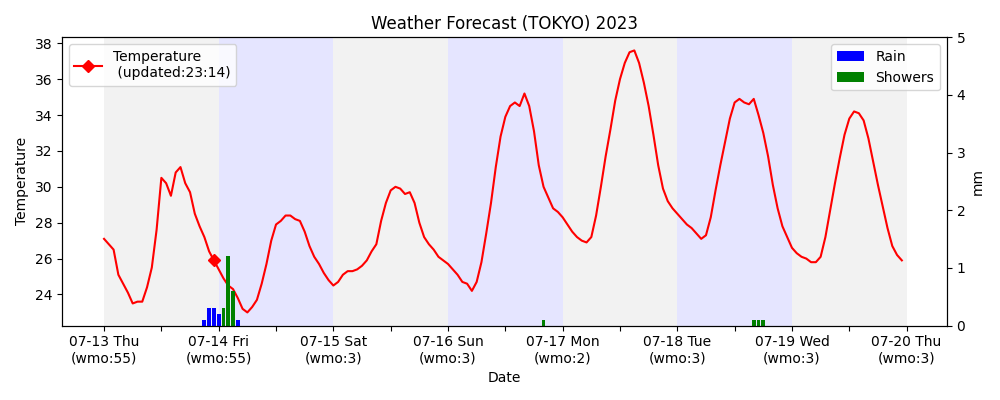 Weather Forecast (TOKYO) 2023
Temperature
(updated:23:14)
Rain
Showers
Temperature
38
36
34
32
30
28
26
24
5
4
3
2
1
0
mm
07-13 Thu
(wmo:55)
07-14 Fri
(wmo:55)
07-15 Sat
(wmo:3)
07-16 Sun
(wmo:3)
07-17 Mon
(wmo:2)
07-18 Tue
(wmo:3)
07-19 Wed
(wmo:3)
07-20 Thu
(wmo:3)
Date